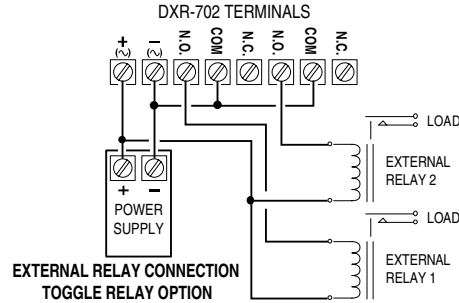 DXR-702 TERMINALS
+ (~) − (~) N.O. COM N.C. N.O. COM N.C.
LOAD
+ −
POWER
SUPPLY
EXTERNAL
RELAY 2
LOAD
EXTERNAL
RELAY 1
EXTERNAL RELAY CONNECTION
TOGGLE RELAY OPTION